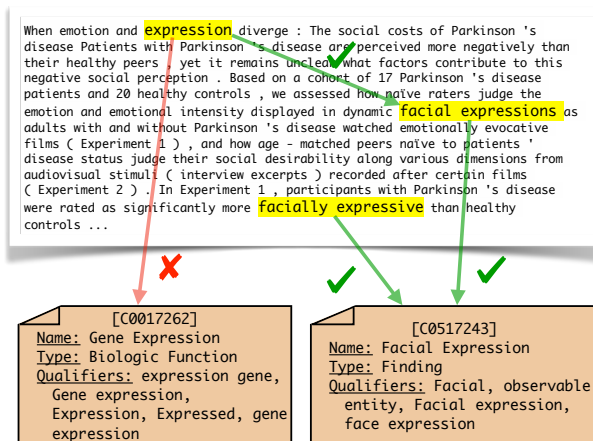 When emotion and expression diverge : The social costs of Parkinson 's
disease Patients with Parkinson 's disease are perceived more negatively than
their healthy peers , yet it remains unclear what factors contribute to this
negative social perception . Based on a cohort of 17 Parkinson 's disease
patients and 20 healthy controls , we assessed how naïve raters judge the
emotion and emotional intensity displayed in dynamic facial expressions as
adults with and without Parkinson 's disease watched emotionally evocative
films ( Experiment 1 ) , and how age - matched peers naïve to patients '
disease status judge their social desirability along various dimensions from
audiovisual stimuli ( interview excerpts ) recorded after certain films
( Experiment 2 ) . In Experiment 1 , participants with Parkinson 's disease
were rated as significantly more facially expressive than healthy
controls ...
[C0017262]
Name: Gene Expression
Type: Biologic Function
Qualifiers: expression gene,
Gene expression,
Expression, Expressed, gene
expression
[C0517243]
Name: Facial Expression
Type: Finding
Qualifiers: Facial, observable
entity, Facial expression,
face expression